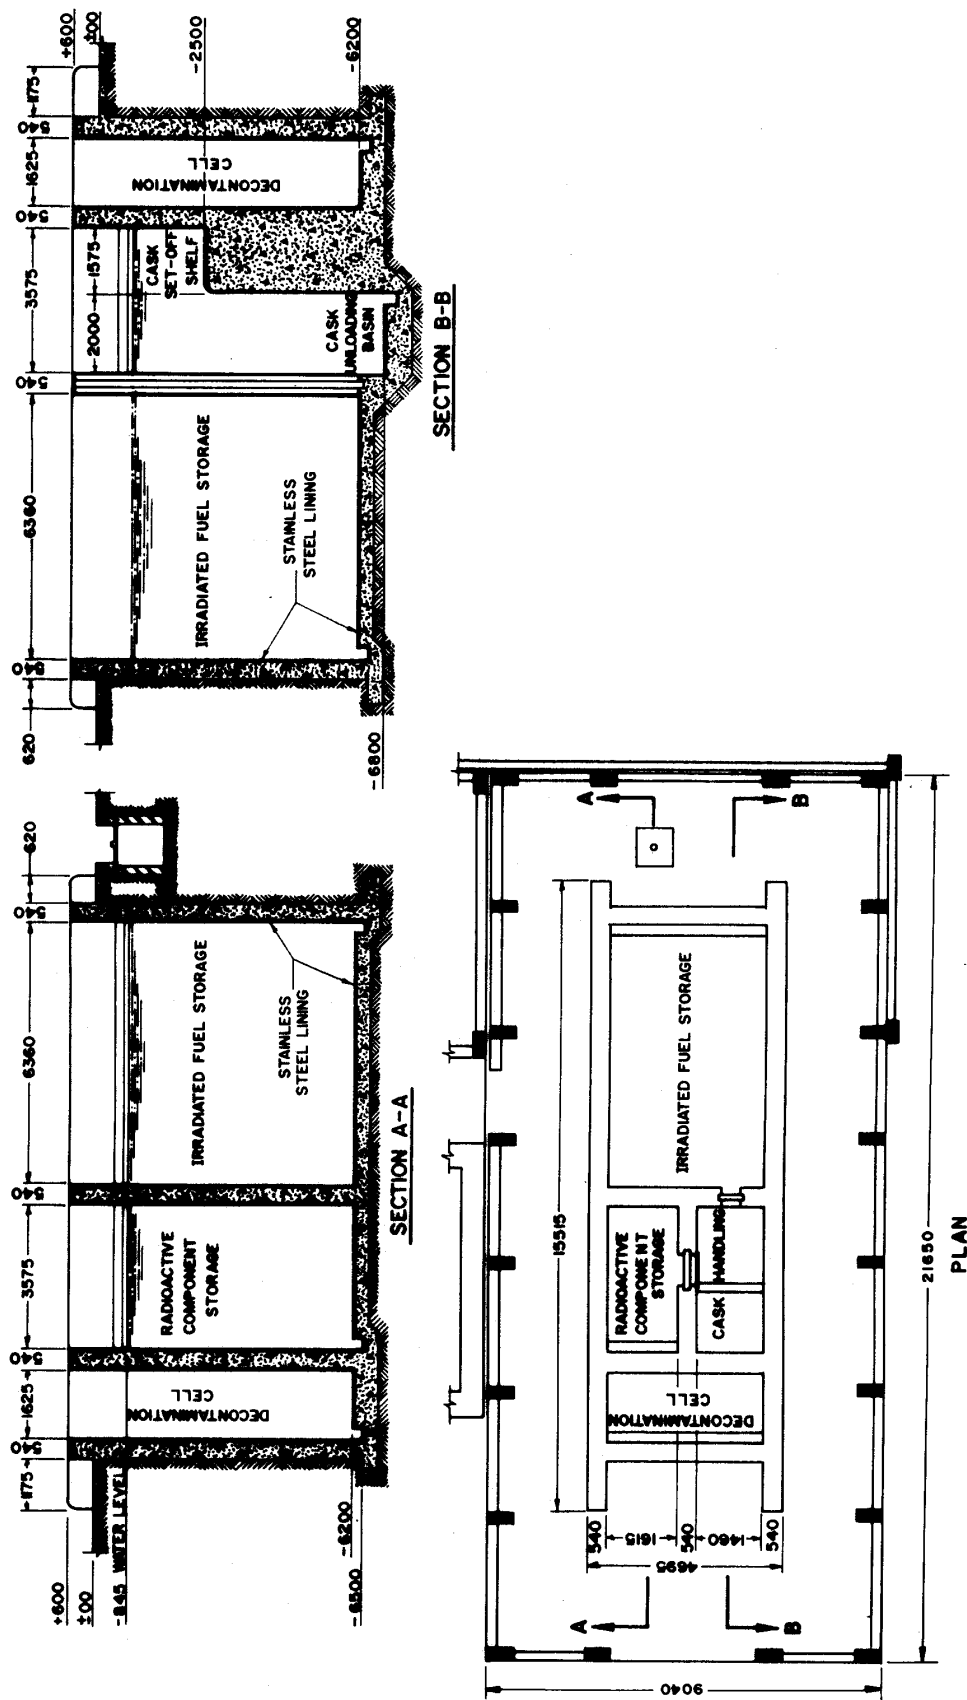 +600
±00
-845 WATER LEVEL
-6200
-6500
1175
540
1625
540
3575
540
6360
540
620
DECONTAMINATION
CELL
RADIOACTIVE
COMPONENT
STORAGE
IRRADIATED FUEL STORAGE
STAINLESS
STEEL LINING
SECTION A-A
620
540
6360
540
3575
2000
1575
540
1625
540
1175
+600
±00
-2500
-6200
-6800
IRRADIATED FUEL STORAGE
STAINLESS
STEEL LINING
CASK
UNLOADING
BASIN
CASK
SET-OFF
SHELF
DECONTAMINATION
CELL
SECTION B-B
9040
A
B
540
1615
540
1460
540
4695
15515
DECONTAMINATION
CELL
RADIOACTIVE
COMPONENT
STORAGE
CASK HANDLING
IRRADIATED FUEL STORAGE
A
B
21650
PLAN